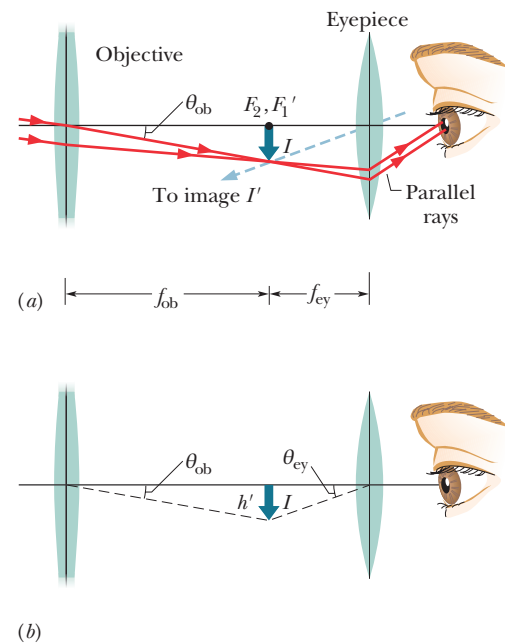 Eyepiece
Objective
θob
F2, F1′
I
To image I′
Parallel
rays
(a)
fob
fey
θob
θey
h′
I
(b)